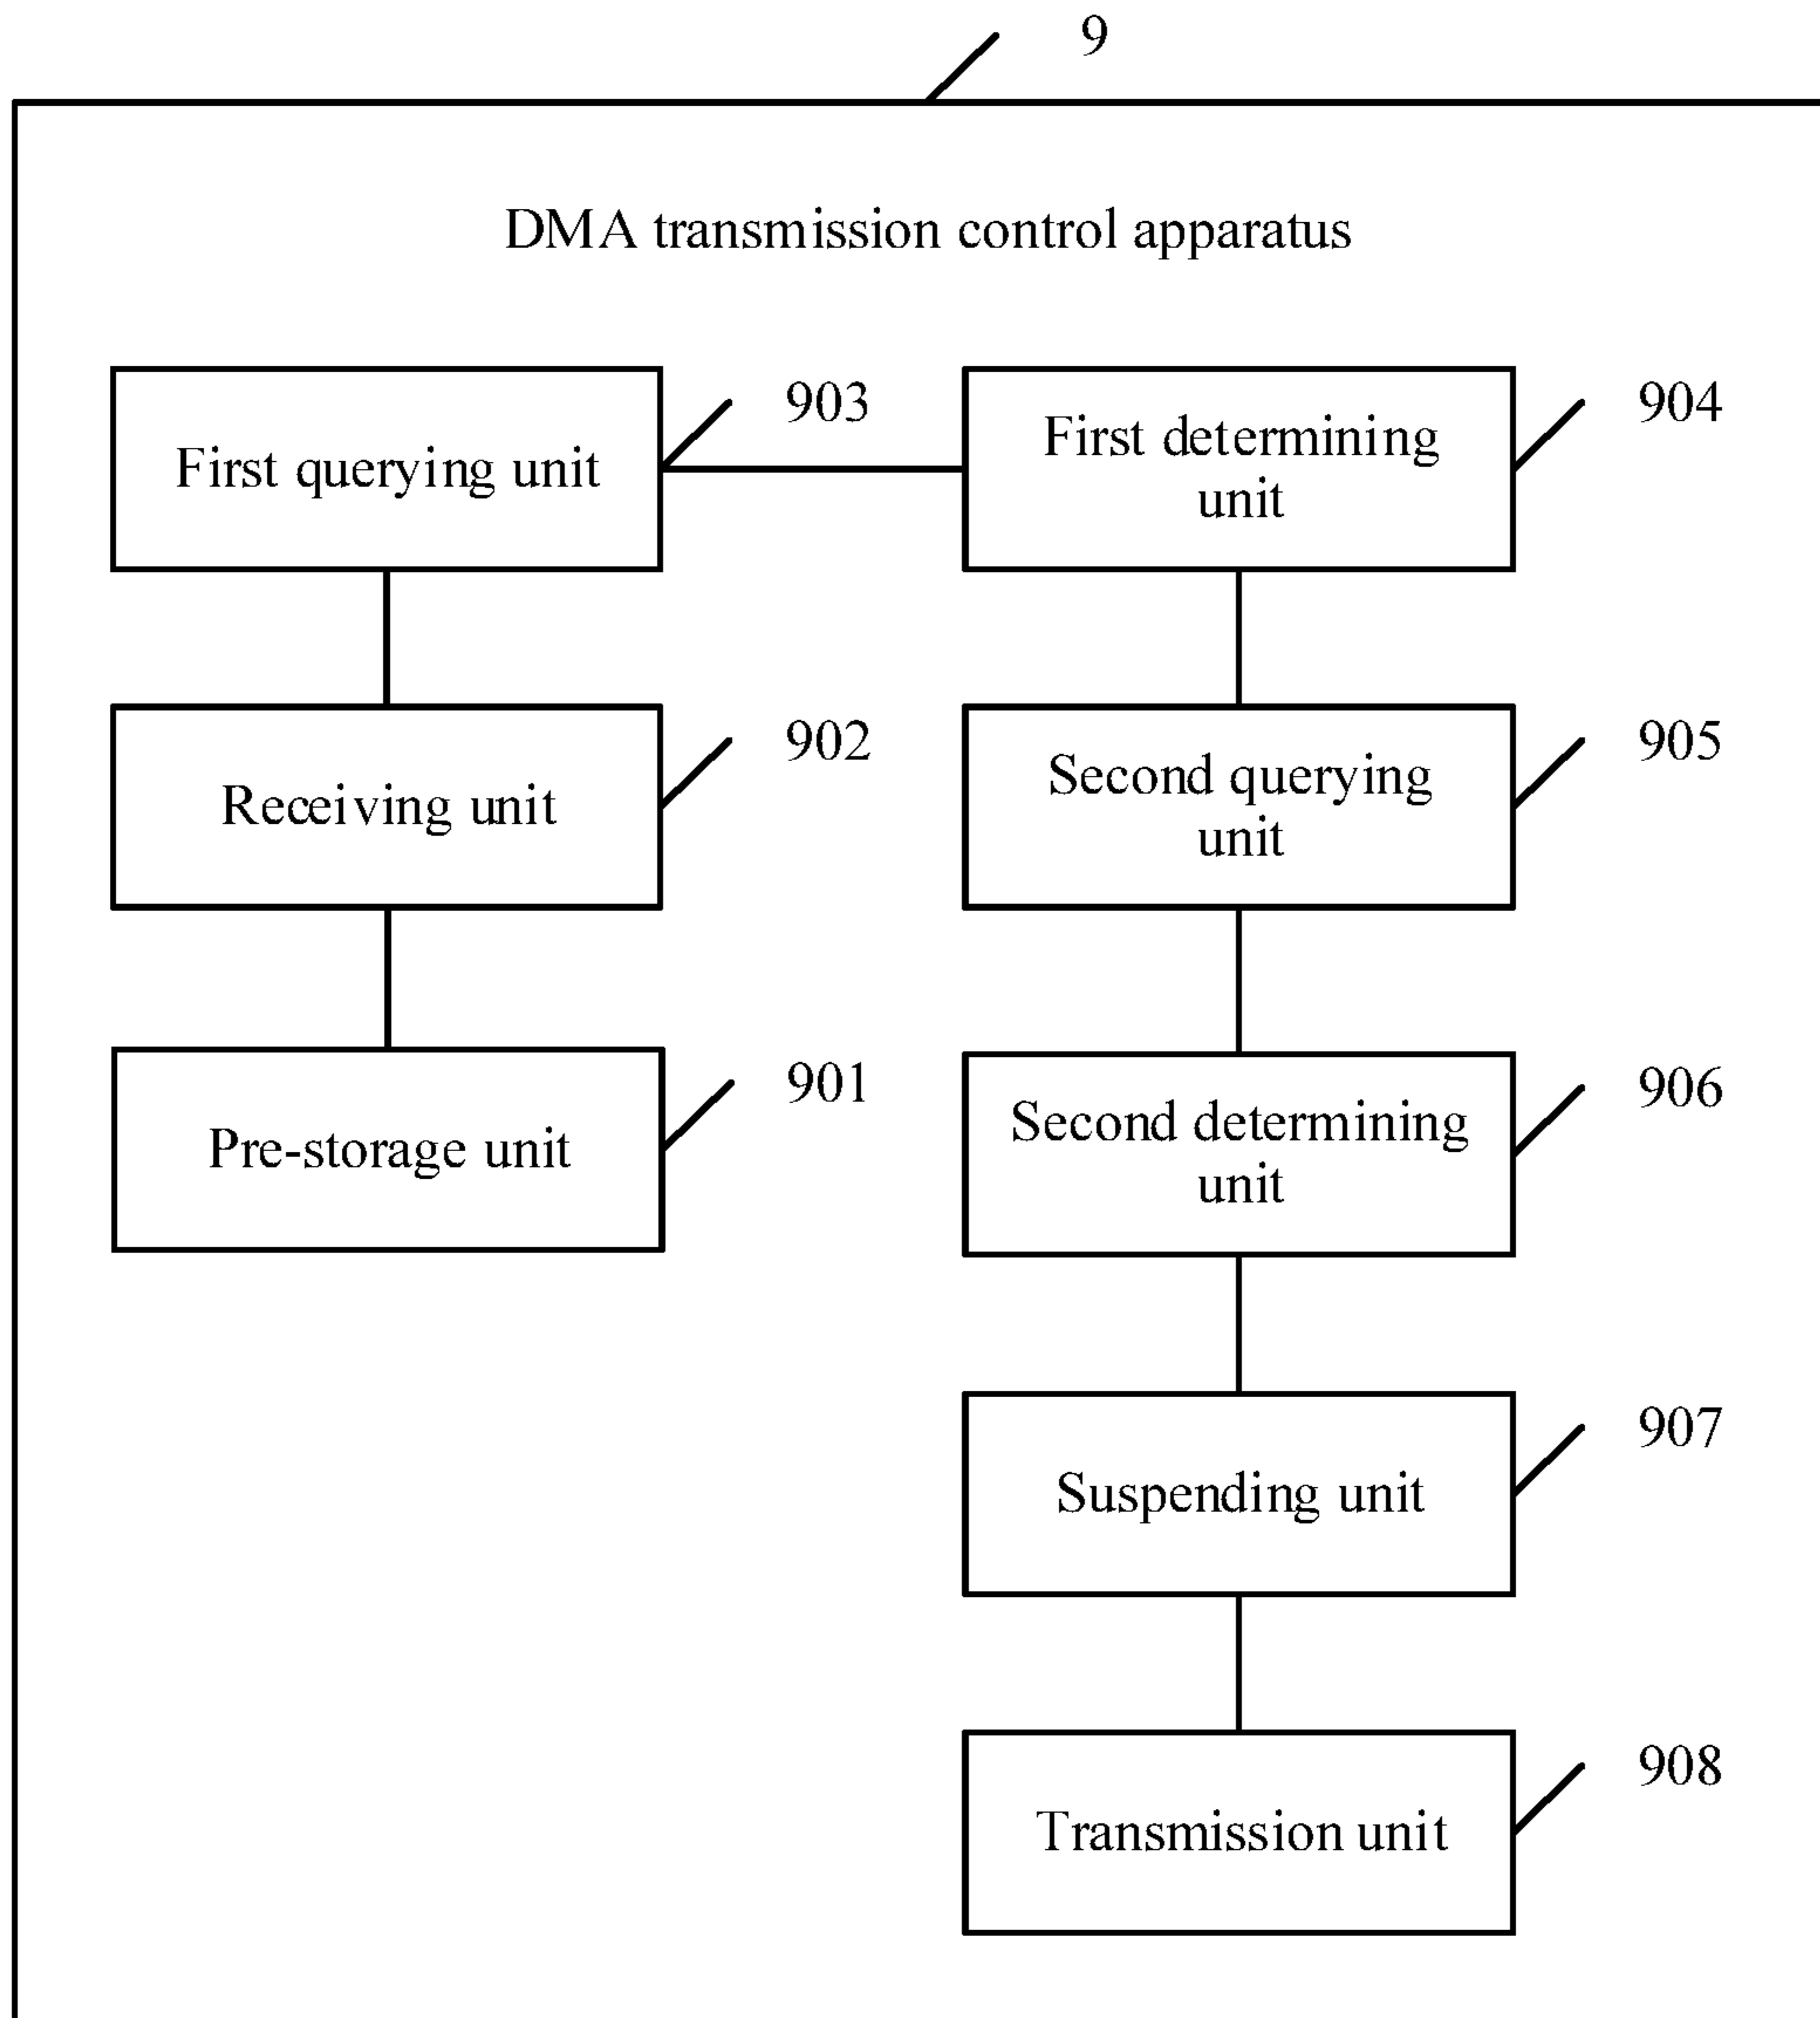 9
DMA transmission control apparatus
903
First querying unit
904
First determining
unit
902
Receiving unit
905
Second querying
unit
901
Pre-storage unit
906
Second determining
unit
907
Suspending unit
908
Transmission unit